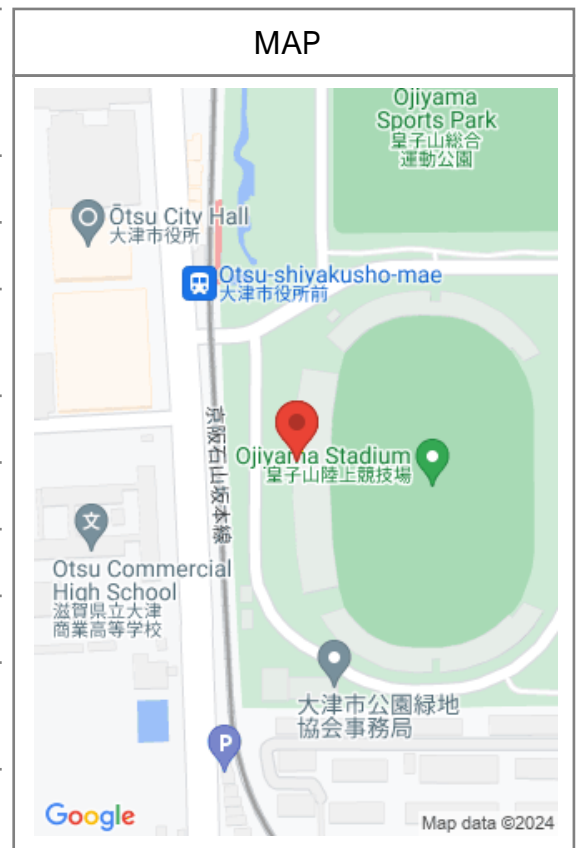 MAP
Ojiyama
Sports Park
皇子山総合
運動公園
Ōtsu City Hall
大津市役所
Otsu-shiyakusho-mae
大津市役所前
京阪石山坂本線
Ojiyama Stadium
皇子山陸上競技場
文
Otsu Commercial
High School
滋賀県立大津
商業高等学校
大津市公園緑地
協会事務局
P
Google
Map data ©2024